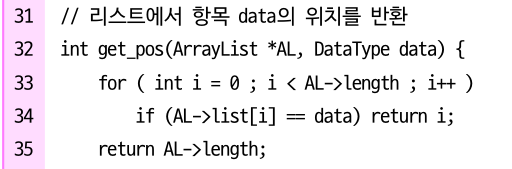 31 // 리스트에서 항목 data의 위치를 반환
32 int get_pos(ArrayList *AL, DataType data) {
33     for ( int i = 0 ; i < AL->length ; i++ )
34         if (AL->list[i] == data) return i;
35     return AL->length;